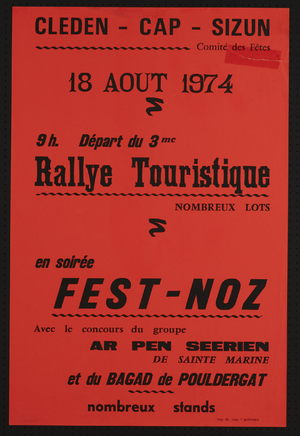 CLEDEN - CAP - SIZUN
Comité des Fêtes
18 AOUT 1974
9 h. Départ du 3me
Rallye Touristique
NOMBREUX LOTS
en soirée
FEST-NOZ
Avec le concours du groupe
AR PEN SEERIEN
DE SAINTE MARINE
et du BAGAD de POULDERGAT
nombreux stands